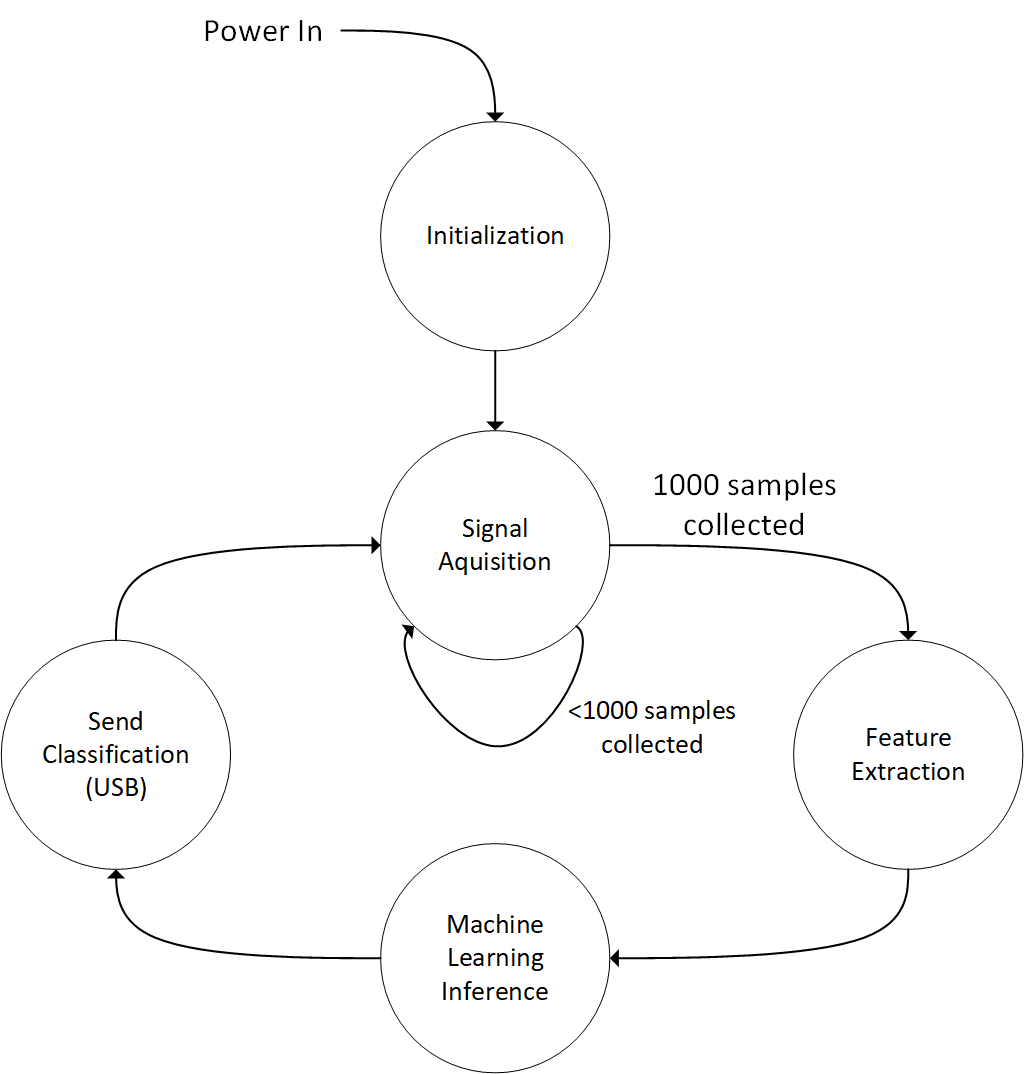 Power In
Initialization
Signal
Aquisition
1000 samples
collected
<1000 samples
collected
Feature
Extraction
Machine
Learning
Inference
Send
Classification
(USB)